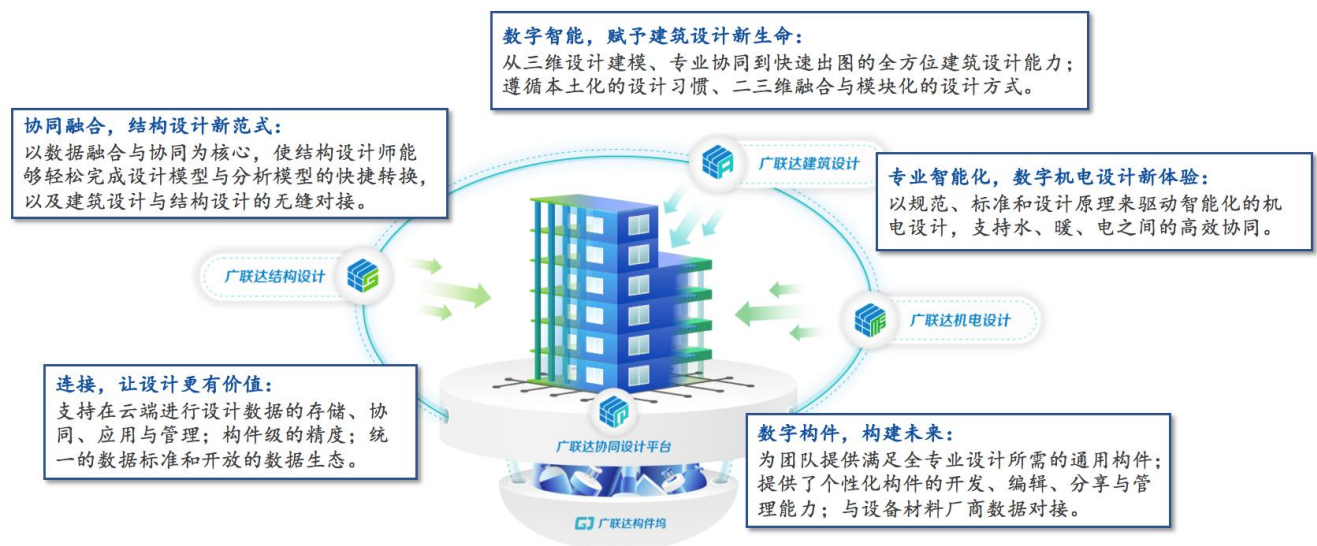 数字智能，赋予建筑设计新生命：
从三维设计建模、专业协同到快速出图的全方位建筑设计能力；
遵循本土化的设计习惯、二三维融合与模块化的设计方式。
协同融合，结构设计新范式：
以数据融合与协同为核心，使结构设计师能
够轻松完成设计模型与分析模型的快捷转换，
以及建筑设计与结构设计的无缝对接。
广联达建筑设计
专业智能化，数字机电设计新体验：
以规范、标准和设计原理来驱动智能化的机
电设计，支持水、暖、电之间的高效协同。
广联达结构设计
广联达机电设计
连接，让设计更有价值：
支持在云端进行设计数据的存储、协
同、应用与管理；构件级的精度；统
一的数据标准和开放的数据生态。
广联达协同设计平台
数字构件，构建未来：
为团队提供满足全专业设计所需的通用构件；
提供了个性化构件的开发、编辑、分享与管
理能力；与设备材料厂商数据对接。
GJ 广联达构件坞